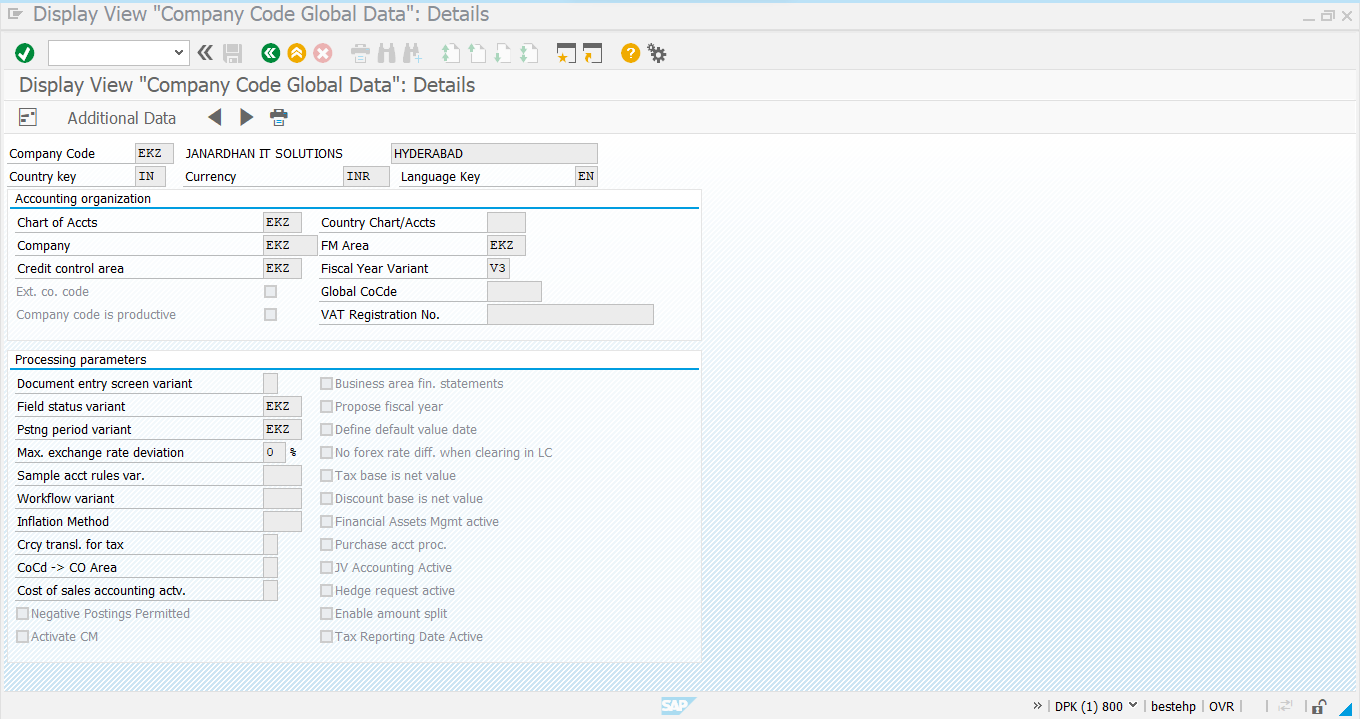 Display View "Company Code Global Data": Details
Display View "Company Code Global Data": Details
Additional Data
Company Code EKZ JANARDHAN IT SOLUTIONS HYDERABAD
Country key IN Currency INR Language Key EN
Accounting organization
Chart of Accts EKZ Country Chart/Accts
Company EKZ FM Area EKZ
Credit control area EKZ Fiscal Year Variant V3
Ext. co. code Global CoCde
Company code is productive VAT Registration No.
Processing parameters
Document entry screen variant Business area fin. statements
Field status variant EKZ Propose fiscal year
Pstng period variant EKZ Define default value date
Max. exchange rate deviation 0 % No forex rate diff. when clearing in LC
Sample acct rules var. Tax base is net value
Workflow variant Discount base is net value
Inflation Method Financial Assets Mgmt active
Crcy transl. for tax Purchase acct proc.
CoCd -> CO Area JV Accounting Active
Cost of sales accounting actv. Hedge request active
Negative Postings Permitted Enable amount split
Activate CM Tax Reporting Date Active
SAP DPK (1) 800 bestehp OVR